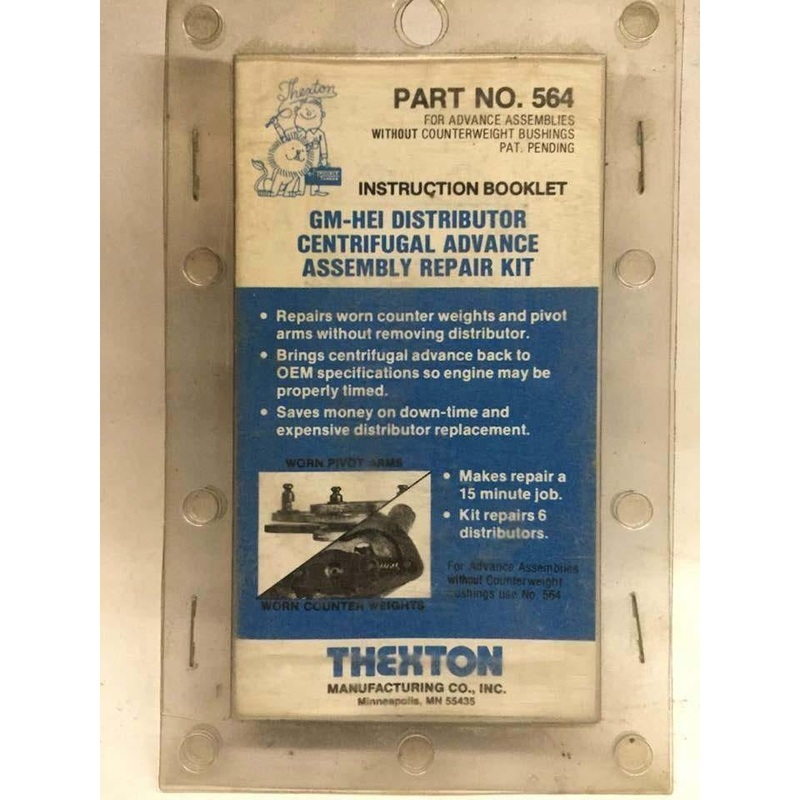 Thexton
PART NO. 564
FOR ADVANCE ASSEMBLIES
WITHOUT COUNTERWEIGHT BUSHINGS
PAT. PENDING
INSTRUCTION BOOKLET
GM-HEI DISTRIBUTOR
CENTRIFUGAL ADVANCE
ASSEMBLY REPAIR KIT
• Repairs worn counter weights and pivot
arms without removing distributor.
• Brings centrifugal advance back to
OEM specifications so engine may be
properly timed.
• Saves money on down-time and
expensive distributor replacement.
WORN PIVOT ARMS
WORN COUNTER WEIGHTS
• Makes repair a
15 minute job.
• Kit repairs 6
distributors.
For Advance Assemblies
without Counterweight
bushings use No. 564
THEXTON
MANUFACTURING CO., INC.
Minneapolis, MN 55435